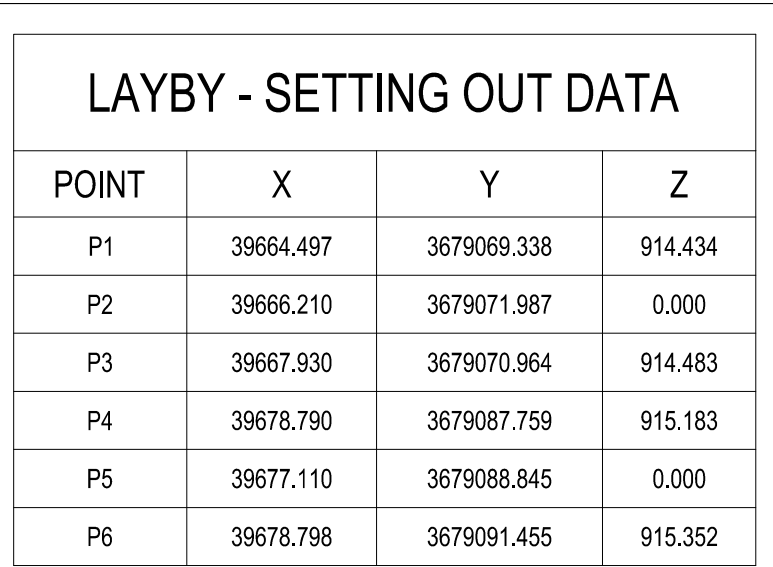 LAYBY - SETTING OUT DATA
POINT X Y Z
P1 39664.497 3679069.338 914.434
P2 39666.210 3679071.987 0.000
P3 39667.930 3679070.964 914.483
P4 39678.790 3679087.759 915.183
P5 39677.110 3679088.845 0.000
P6 39678.798 3679091.455 915.352